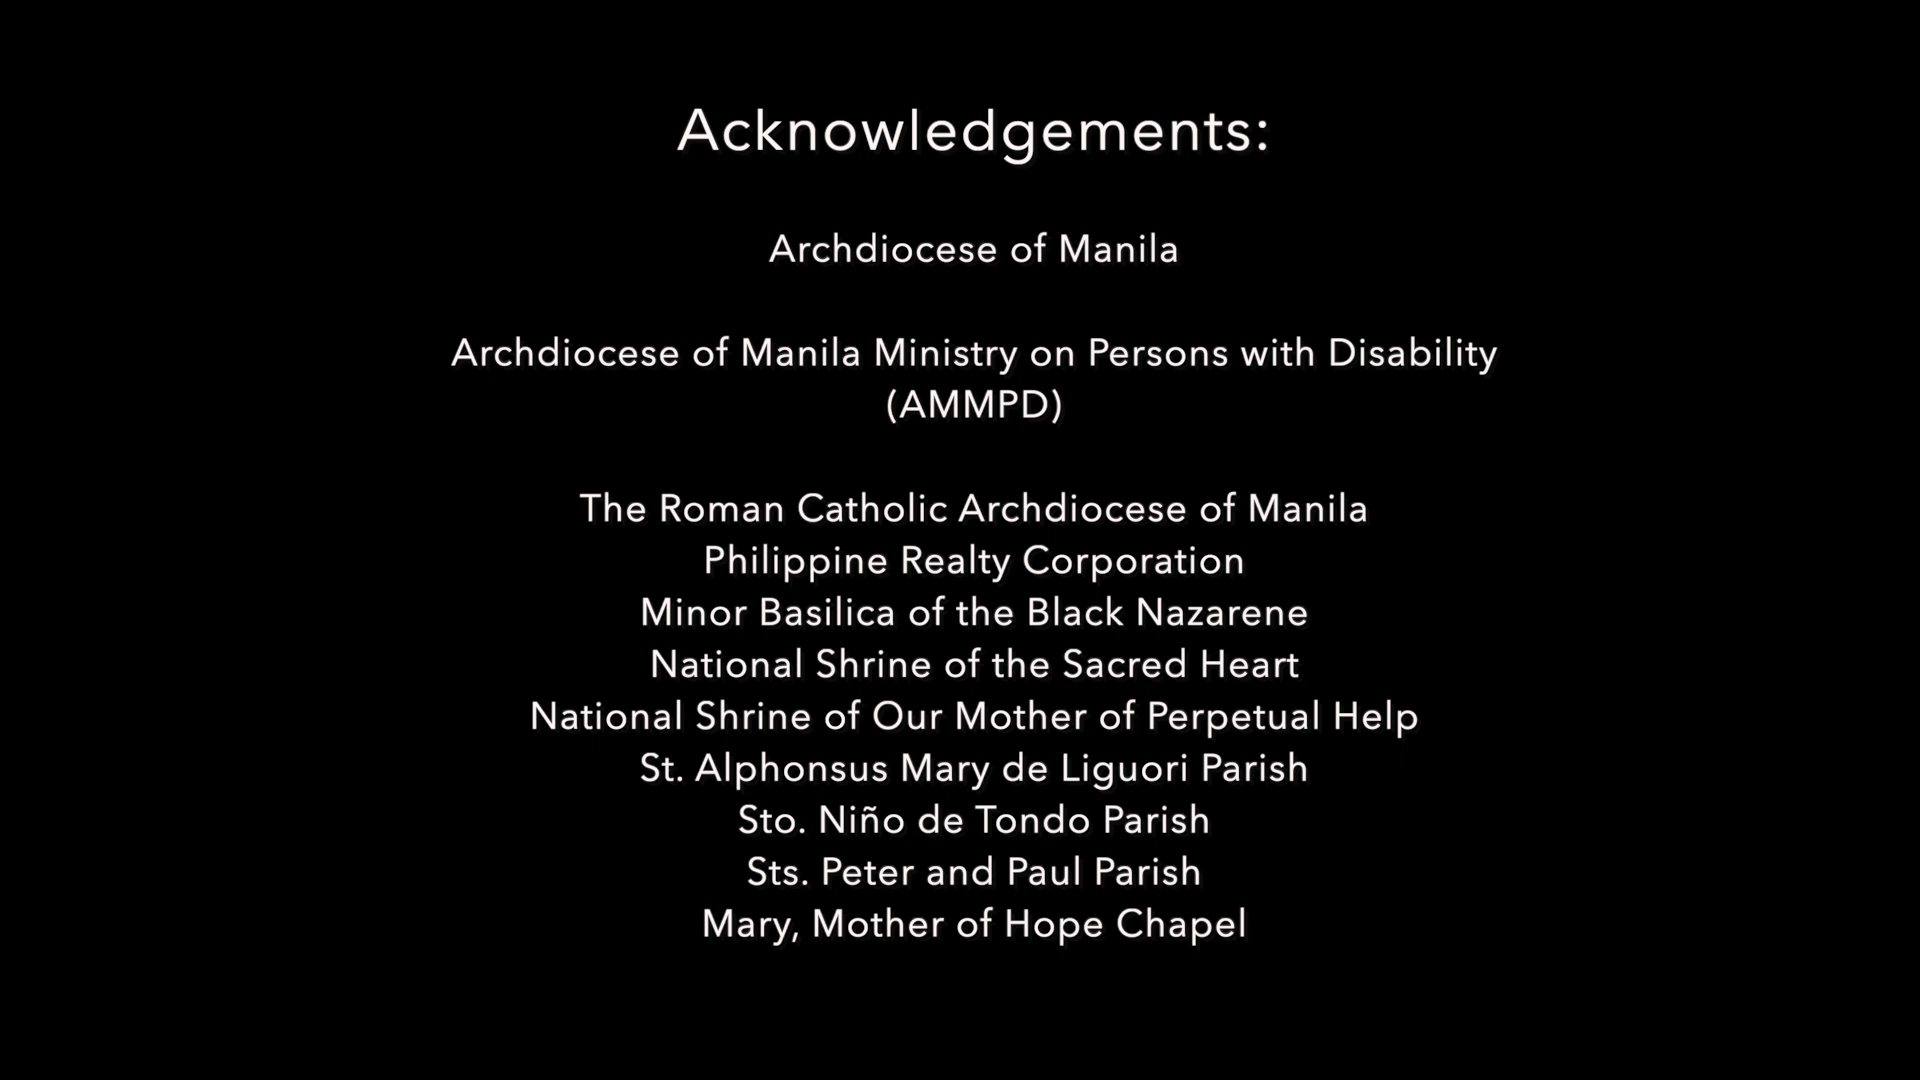 Acknowledgements:
Archdiocese of Manila
Archdiocese of Manila Ministry on Persons with Disability
(AMMPD)
The Roman Catholic Archdiocese of Manila
Philippine Realty Corporation
Minor Basilica of the Black Nazarene
National Shrine of the Sacred Heart
National Shrine of Our Mother of Perpetual Help
St. Alphonsus Mary de Liguori Parish
Sto. Niño de Tondo Parish
Sts. Peter and Paul Parish
Mary, Mother of Hope Chapel